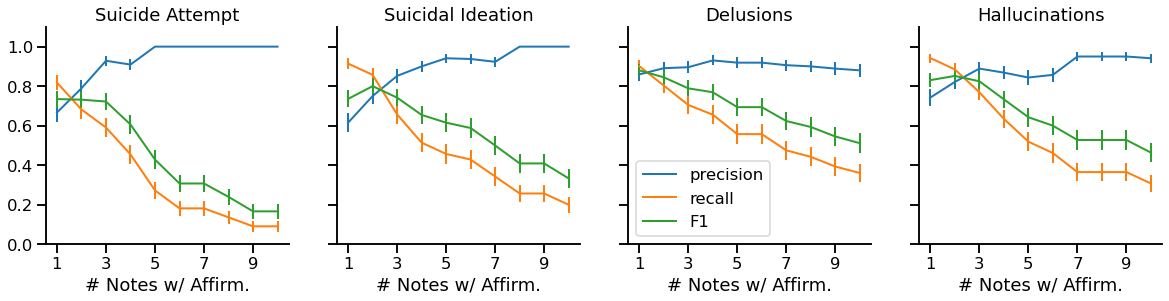 Suicide Attempt
1.0
0.8
0.6
0.4
0.2
0.0
1 3 5 7 9
# Notes w/ Affirm.
Suicidal Ideation
1 3 5 7 9
# Notes w/ Affirm.
Delusions
precision
recall
F1
1 3 5 7 9
# Notes w/ Affirm.
Hallucinations
1 3 5 7 9
# Notes w/ Affirm.